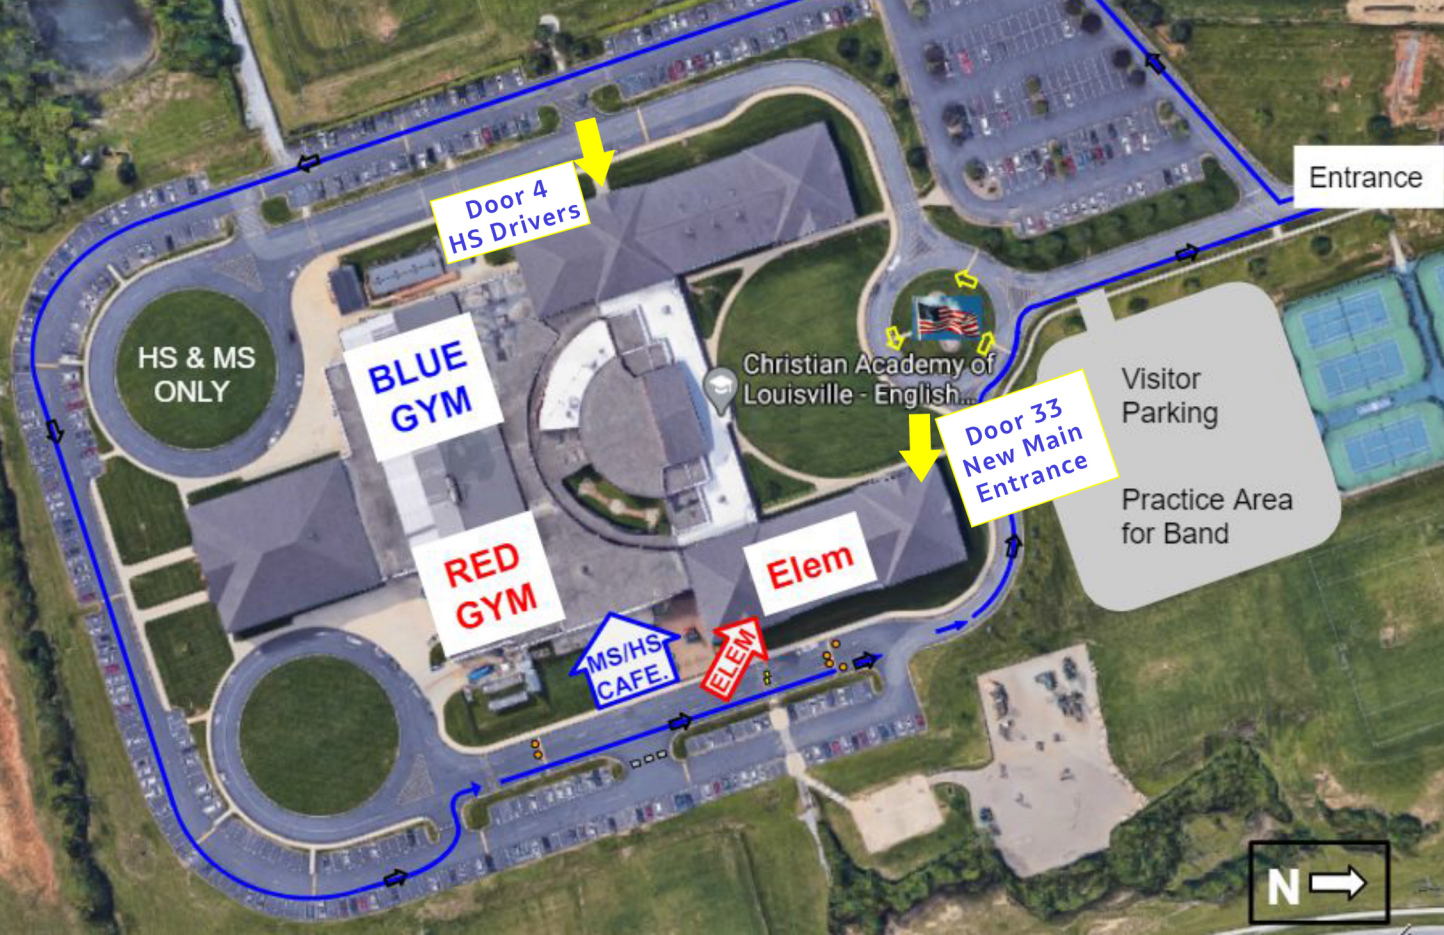 Entrance
Door 4
HS Drivers
HS & MS
ONLY
BLUE
GYM
Christian Academy of
Louisville - English...
Visitor
Parking
Door 33
New Main
Entrance
Practice Area
for Band
RED
GYM
Elem
MS/HS
CAFE.
ELEM
N